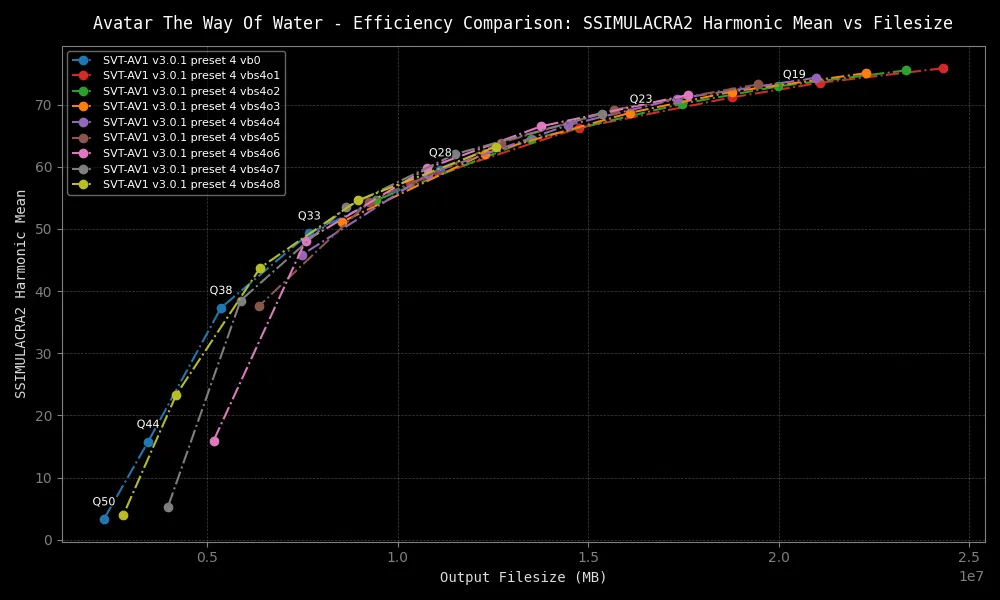 Avatar The Way Of Water - Efficiency Comparison: SSIMULACRA2 Harmonic Mean vs Filesize
SVT-AV1 v3.0.1 preset 4 vb0
SVT-AV1 v3.0.1 preset 4 vbs4o1
SVT-AV1 v3.0.1 preset 4 vbs4o2
SVT-AV1 v3.0.1 preset 4 vbs4o3
SVT-AV1 v3.0.1 preset 4 vbs4o4
SVT-AV1 v3.0.1 preset 4 vbs4o5
SVT-AV1 v3.0.1 preset 4 vbs4o6
SVT-AV1 v3.0.1 preset 4 vbs4o7
SVT-AV1 v3.0.1 preset 4 vbs4o8
Q19
Q23
Q28
Q33
Q38
Q44
Q50
SSIMULACRA2 Harmonic Mean
70
60
50
40
30
20
10
0
0.5 1.0 1.5 2.0 2.5
1e7
Output Filesize (MB)